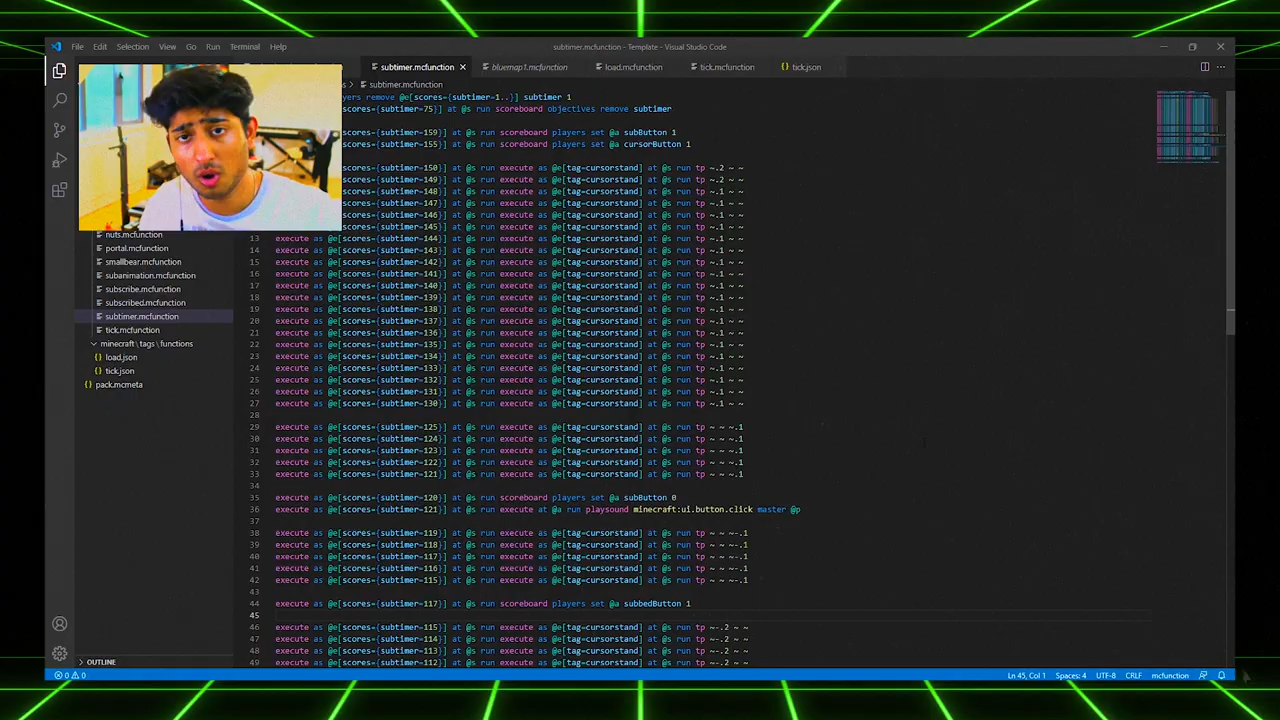 File Edit Selection View Go Run Terminal Help
subtimer.mcfunction - Template - Visual Studio Code
subtimer.mcfunction bluemap1.mcfunction load.mcfunction tick.mcfunction tick.json
s > subtimer.mcfunction
remove @e[scores={subtimer=1..}] subtimer 1
[scores={subtimer=75}] at @s run scoreboard objectives remove subtimer
[scores={subtimer=159}] at @s run scoreboard players set @a subButton 1
[scores={subtimer=155}] at @s run scoreboard players set @a cursorButton 1
[scores={subtimer=150}] at @s run execute as @e[tag=cursorstand] at @s run tp ~.2 ~ ~
[scores={subtimer=149}] at @s run execute as @e[tag=cursorstand] at @s run tp ~.2 ~ ~
[scores={subtimer=148}] at @s run execute as @e[tag=cursorstand] at @s run tp ~.1 ~ ~
[scores={subtimer=147}] at @s run execute as @e[tag=cursorstand] at @s run tp ~.1 ~ ~
[scores={subtimer=146}] at @s run execute as @e[tag=cursorstand] at @s run tp ~.1 ~ ~
[scores={subtimer=145}] at @s run execute as @e[tag=cursorstand] at @s run tp ~.1 ~ ~
13 execute as @e[scores={subtimer=144}] at @s run execute as @e[tag=cursorstand] at @s run tp ~.1 ~ ~
14 execute as @e[scores={subtimer=143}] at @s run execute as @e[tag=cursorstand] at @s run tp ~.1 ~ ~
15 execute as @e[scores={subtimer=142}] at @s run execute as @e[tag=cursorstand] at @s run tp ~.1 ~ ~
16 execute as @e[scores={subtimer=141}] at @s run execute as @e[tag=cursorstand] at @s run tp ~.1 ~ ~
17 execute as @e[scores={subtimer=140}] at @s run execute as @e[tag=cursorstand] at @s run tp ~.1 ~ ~
18 execute as @e[scores={subtimer=139}] at @s run execute as @e[tag=cursorstand] at @s run tp ~.1 ~ ~
19 execute as @e[scores={subtimer=138}] at @s run execute as @e[tag=cursorstand] at @s run tp ~.1 ~ ~
20 execute as @e[scores={subtimer=137}] at @s run execute as @e[tag=cursorstand] at @s run tp ~.1 ~ ~
21 execute as @e[scores={subtimer=136}] at @s run execute as @e[tag=cursorstand] at @s run tp ~.1 ~ ~
22 execute as @e[scores={subtimer=135}] at @s run execute as @e[tag=cursorstand] at @s run tp ~.1 ~ ~
23 execute as @e[scores={subtimer=134}] at @s run execute as @e[tag=cursorstand] at @s run tp ~.1 ~ ~
24 execute as @e[scores={subtimer=133}] at @s run execute as @e[tag=cursorstand] at @s run tp ~.1 ~ ~
25 execute as @e[scores={subtimer=132}] at @s run execute as @e[tag=cursorstand] at @s run tp ~.1 ~ ~
26 execute as @e[scores={subtimer=131}] at @s run execute as @e[tag=cursorstand] at @s run tp ~.1 ~ ~
27 execute as @e[scores={subtimer=130}] at @s run execute as @e[tag=cursorstand] at @s run tp ~.1 ~ ~
28
29 execute as @e[scores={subtimer=125}] at @s run execute as @e[tag=cursorstand] at @s run tp ~ ~ ~.1
30 execute as @e[scores={subtimer=124}] at @s run execute as @e[tag=cursorstand] at @s run tp ~ ~ ~.1
31 execute as @e[scores={subtimer=123}] at @s run execute as @e[tag=cursorstand] at @s run tp ~ ~ ~.1
32 execute as @e[scores={subtimer=122}] at @s run execute as @e[tag=cursorstand] at @s run tp ~ ~ ~.1
33 execute as @e[scores={subtimer=121}] at @s run execute as @e[tag=cursorstand] at @s run tp ~ ~ ~.1
34
35 execute as @e[scores={subtimer=120}] at @s run scoreboard players set @a subButton 0
36 execute as @e[scores={subtimer=121}] at @s run execute at @a run playsound minecraft:ui.button.click master @p
37
38 execute as @e[scores={subtimer=119}] at @s run execute as @e[tag=cursorstand] at @s run tp ~ ~ ~-.1
39 execute as @e[scores={subtimer=118}] at @s run execute as @e[tag=cursorstand] at @s run tp ~ ~ ~-.1
40 execute as @e[scores={subtimer=117}] at @s run execute as @e[tag=cursorstand] at @s run tp ~ ~ ~-.1
41 execute as @e[scores={subtimer=116}] at @s run execute as @e[tag=cursorstand] at @s run tp ~ ~ ~-.1
42 execute as @e[scores={subtimer=115}] at @s run execute as @e[tag=cursorstand] at @s run tp ~ ~ ~-.1
43
44 execute as @e[scores={subtimer=117}] at @s run scoreboard players set @a subbedButton 1
45
46 execute as @e[scores={subtimer=115}] at @s run execute as @e[tag=cursorstand] at @s run tp ~-.2 ~ ~
47 execute as @e[scores={subtimer=114}] at @s run execute as @e[tag=cursorstand] at @s run tp ~-.2 ~ ~
48 execute as @e[scores={subtimer=113}] at @s run execute as @e[tag=cursorstand] at @s run tp ~-.2 ~ ~
49 execute as @e[scores={subtimer=112}] at @s run execute as @e[tag=cursorstand] at @s run tp ~-.2 ~ ~
nuts.mcfunction
portal.mcfunction
smallbear.mcfunction
subanimation.mcfunction
subscribe.mcfunction
subscribed.mcfunction
subtimer.mcfunction
tick.mcfunction
minecraft\tags\functions
load.json
tick.json
pack.mcmeta
OUTLINE
0 0
Ln 45, Col 1 Spaces: 4 UTF-8 CRLF mcfunction